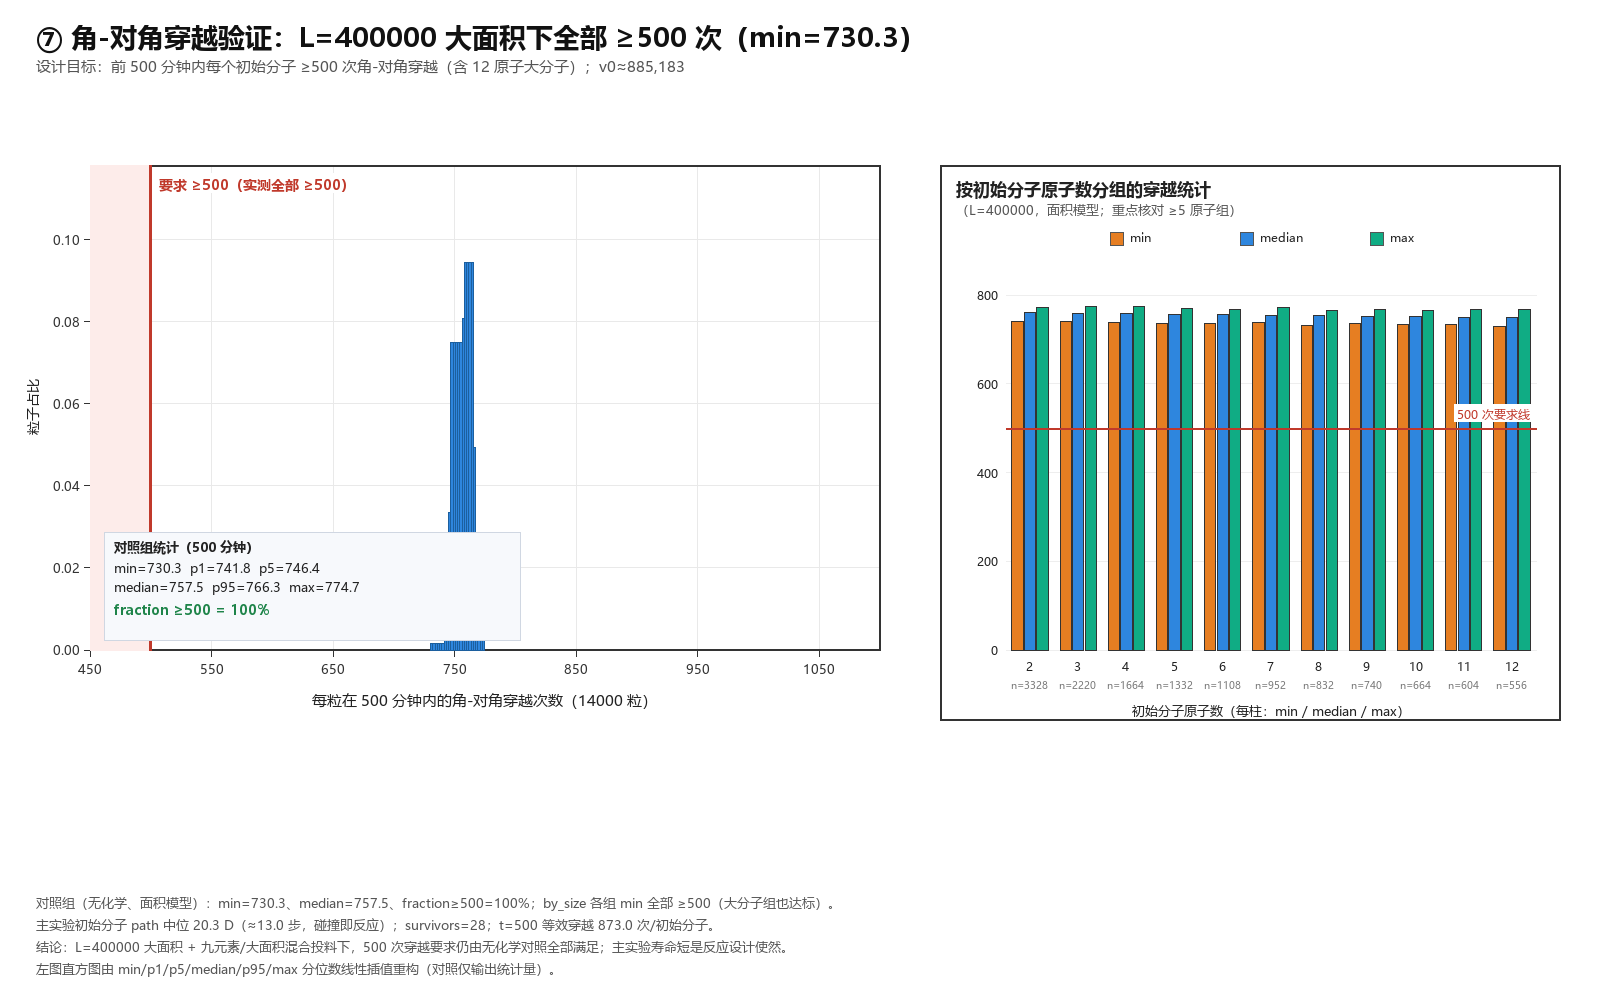 ⑦ 角-对角穿越验证：L=400000 大面积下全部 ≥500 次（min=730.3）
设计目标：前 500 分钟内每个初始分子 ≥500 次角-对角穿越（含 12 原子大分子）；v0≈885,183
要求 ≥500（实测全部 ≥500）
粒子占比
0.10
0.08
0.06
0.04
0.02
0.00
对照组统计（500 分钟）
min=730.3 p1=741.8 p5=746.4
median=757.5 p95=766.3 max=774.7
fraction ≥500 = 100%
450 550 650 750 850 950 1050
每粒在 500 分钟内的角-对角穿越次数（14000 粒）
按初始分子原子数分组的穿越统计
（L=400000，面积模型；重点核对 ≥5 原子组）
min median max
800
600
500 次要求线
400
200
0
2 3 4 5 6 7 8 9 10 11 12
n=3328 n=2220 n=1664 n=1332 n=1108 n=952 n=832 n=740 n=664 n=604 n=556
初始分子原子数（每柱：min / median / max）
对照组（无化学、面积模型）：min=730.3、median=757.5、fraction≥500=100%；by_size 各组 min 全部 ≥500（大分子组也达标）。
主实验初始分子 path 中位 20.3 D（≈13.0 步，碰撞即反应）；survivors=28；t=500 等效穿越 873.0 次/初始分子。
结论：L=400000 大面积 + 九元素/大面积混合投料下，500 次穿越要求仍由无化学对照全部满足；主实验寿命短是反应设计使然。
左图直方图由 min/p1/p5/median/p95/max 分位数线性插值重构（对照仅输出统计量）。